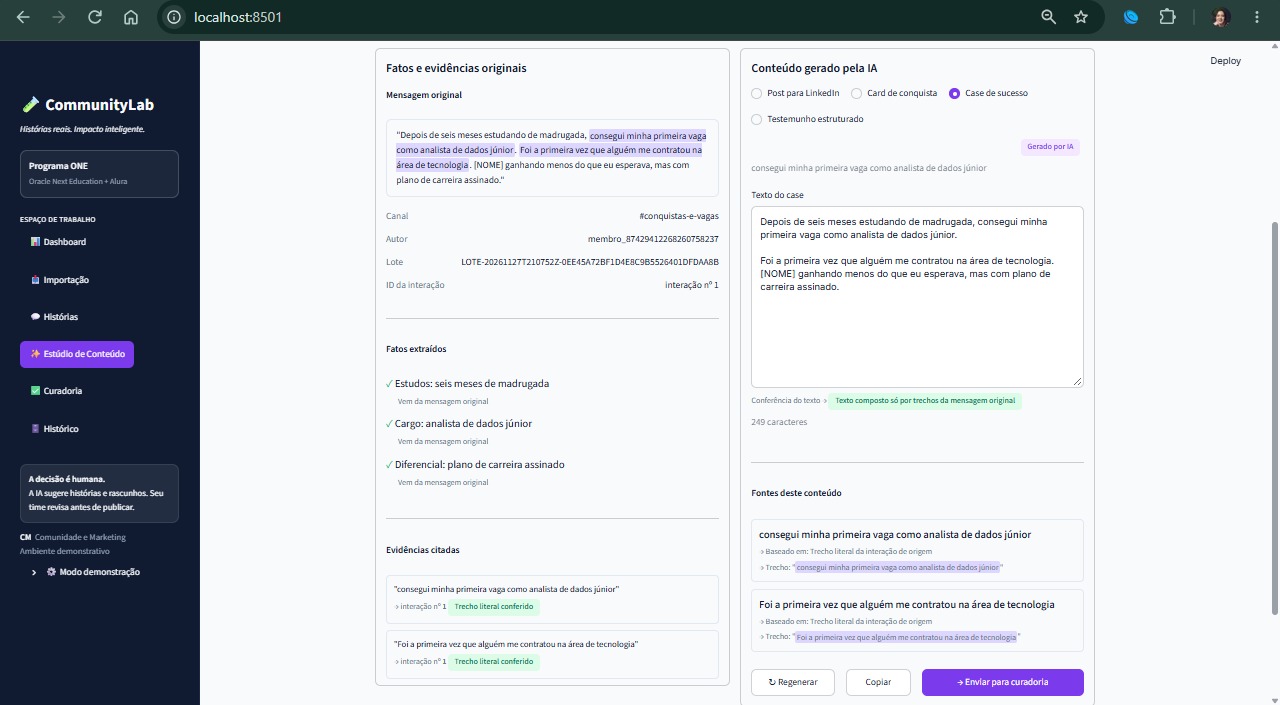 localhost:8501
Deploy
CommunityLab
Histórias reais. Impacto inteligente.
Programa ONE
Oracle Next Education + Alura
ESPAÇO DE TRABALHO
Dashboard
Importação
Histórias
Estúdio de Conteúdo
Curadoria
Histórico
A decisão é humana.
A IA sugere histórias e rascunhos. Seu
time revisa antes de publicar.
CM Comunidade e Marketing
Ambiente demonstrativo
Modo demonstração
Fatos e evidências originais
Mensagem original
"Depois de seis meses estudando de madrugada, consegui minha primeira vaga
como analista de dados júnior. Foi a primeira vez que alguém me contratou na
área de tecnologia. [NOME] ganhando menos do que eu esperava, mas com
plano de carreira assinado."
Canal #conquistas-e-vagas
Autor membro_87429412268260758237
Lote LOTE-20261127T210752Z-0EE45A72BF1D4E8C9B5526401DFDAA8B
ID da interação interação nº 1
Fatos extraídos
✓ Estudos: seis meses de madrugada
Vem da mensagem original
✓ Cargo: analista de dados júnior
Vem da mensagem original
✓ Diferencial: plano de carreira assinado
Vem da mensagem original
Evidências citadas
"consegui minha primeira vaga como analista de dados júnior"
› interação nº 1 Trecho literal conferido
"Foi a primeira vez que alguém me contratou na área de tecnologia"
› interação nº 1 Trecho literal conferido
Conteúdo gerado pela IA
Post para LinkedIn Card de conquista Case de sucesso
Testemunho estruturado
Gerado por IA
consegui minha primeira vaga como analista de dados júnior
Texto do case
Depois de seis meses estudando de madrugada, consegui minha
primeira vaga como analista de dados júnior.
Foi a primeira vez que alguém me contratou na área de tecnologia.
[NOME] ganhando menos do que eu esperava, mas com plano de
carreira assinado.
Conferência do texto › Texto composto só por trechos da mensagem original
249 caracteres
Fontes deste conteúdo
consegui minha primeira vaga como analista de dados júnior
› Baseado em: Trecho literal da interação de origem
› Trecho: "consegui minha primeira vaga como analista de dados júnior"
Foi a primeira vez que alguém me contratou na área de tecnologia
› Baseado em: Trecho literal da interação de origem
› Trecho: "Foi a primeira vez que alguém me contratou na área de tecnologia"
↻ Regenerar Copiar → Enviar para curadoria